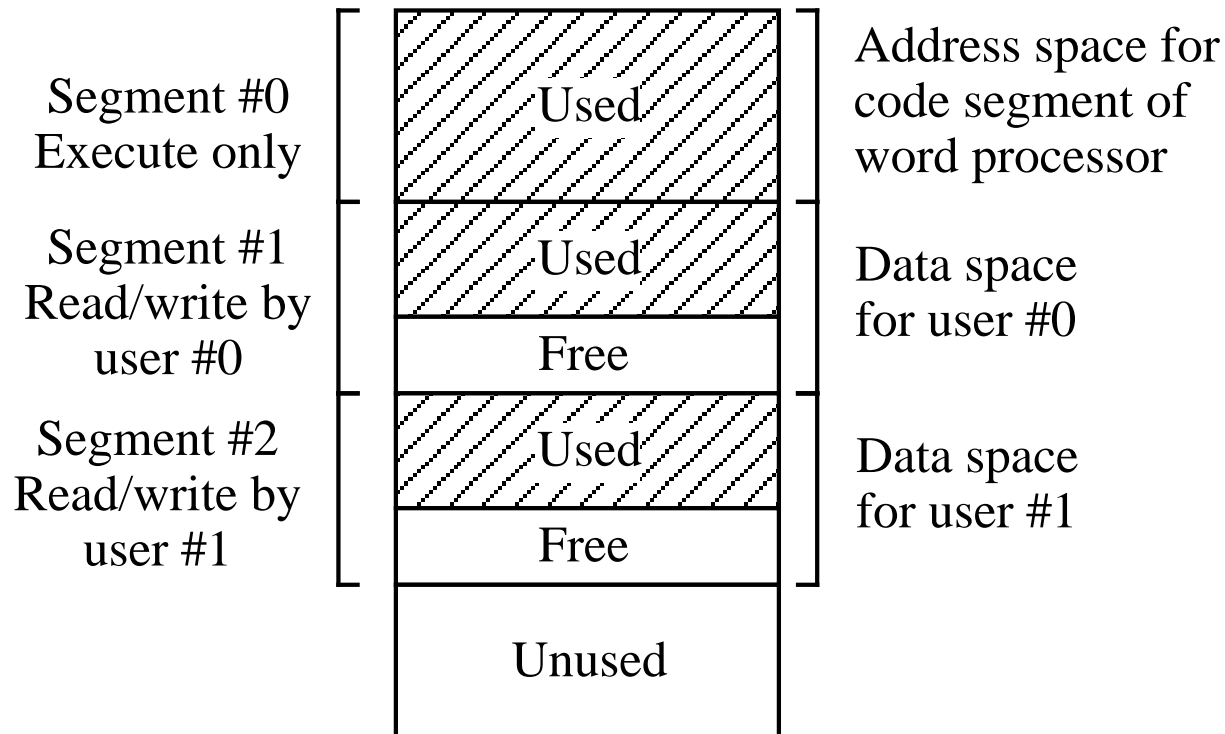 Segment #0
Execute only
Used
Address space for
code segment of
word processor
Segment #1
Read/write by
user #0
Used
Free
Data space
for user #0
Segment #2
Read/write by
user #1
Used
Free
Data space
for user #1
Unused